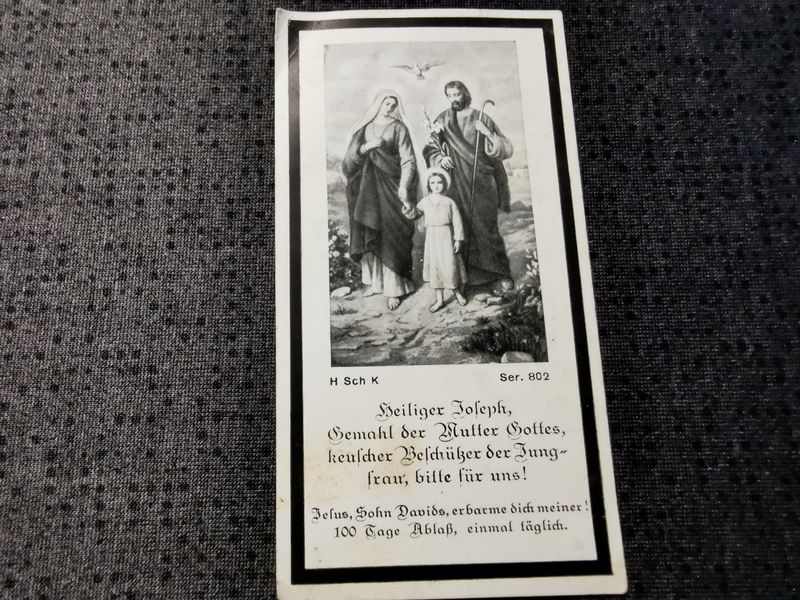 H Sch K Ser. 802
Heiliger Joseph,
Gemahl der Mutter Gottes,
keuscher Beschützer der Jung-
frau, bitte für uns!
Jesus, Sohn Davids, erbarme dich meiner!
100 Tage Ablaß, einmal täglich.